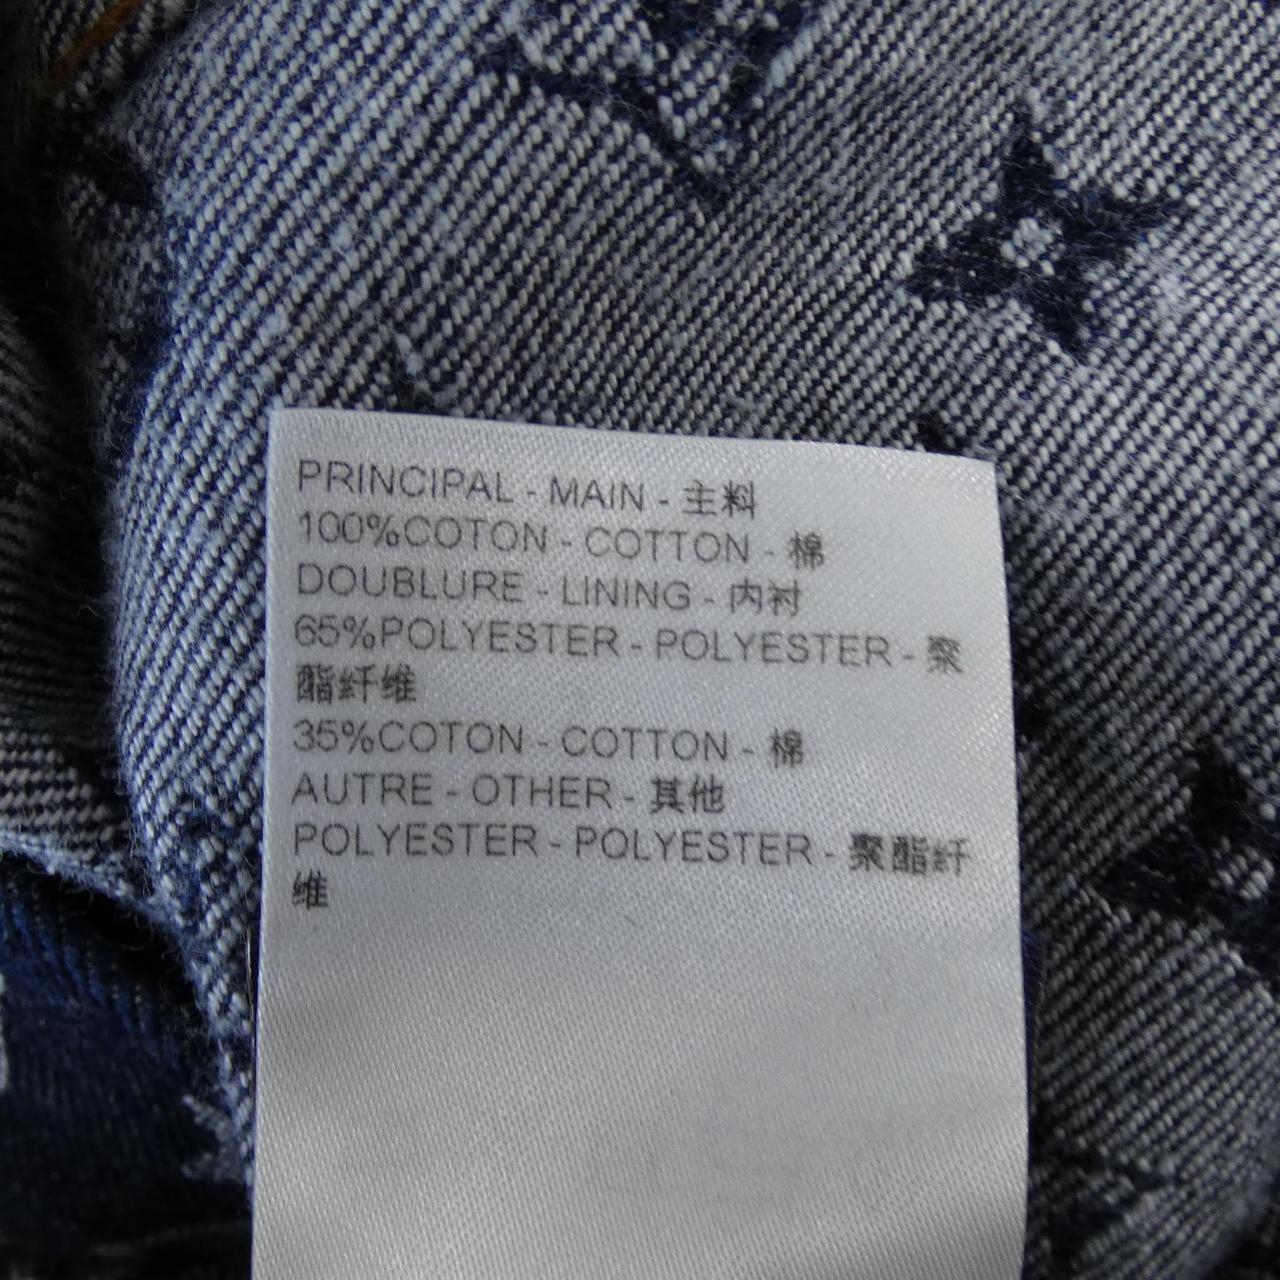 PRINCIPAL - MAIN - 主料
100%COTON - COTTON - 棉
DOUBLURE - LINING - 内衬
65%POLYESTER - POLYESTER - 聚
酯纤维
35%COTON - COTTON - 棉
AUTRE - OTHER - 其他
POLYESTER - POLYESTER - 聚酯纤
维